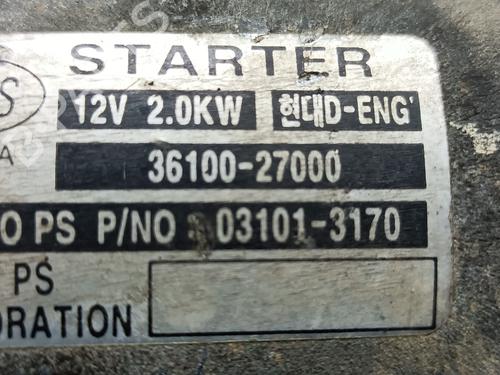 STARTER
S 12V 2.0KW 현대D-ENG'
A 36100-27000
O PS P/NO : 03101-3170
PS
ORATION